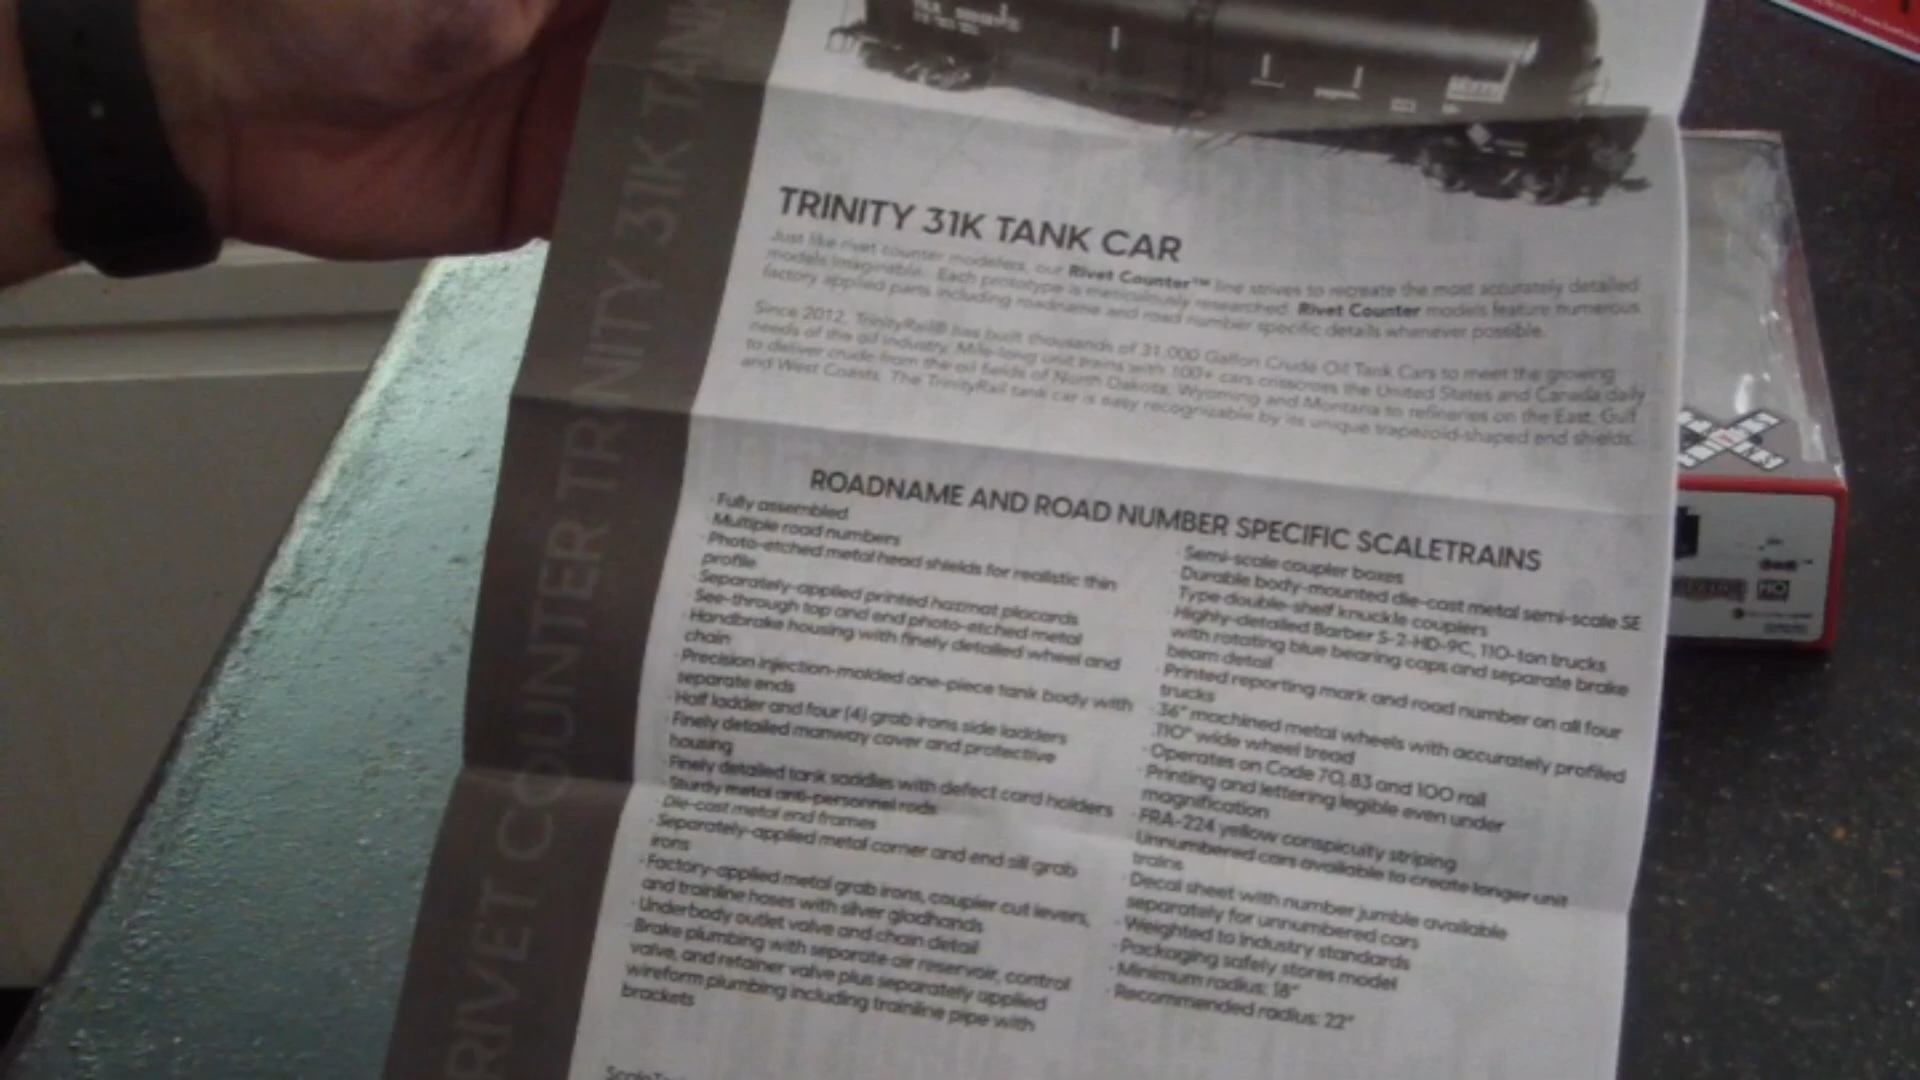 RIVET COUNTER TRINITY 31K TANK
TRINITY 31K TANK CAR
Just like rivet counter modelers, our Rivet Counter™ line strives to recreate the most accurately detailed
models imaginable. Each prototype is meticulously researched. Rivet Counter models feature numerous
factory applied parts including roadname and road number specific details whenever possible.
Since 2012, TrinityRail® has built thousands of 31,000 Gallon Crude Oil Tank Cars to meet the growing
needs of the oil industry. Mile-long unit trains with 100+ cars crisscross the United States and Canada daily
to deliver crude from the oil fields of North Dakota, Wyoming and Montana to refineries on the East, Gulf
and West Coasts. The TrinityRail tank car is easy recognizable by its unique trapezoid-shaped end shields.
ROADNAME AND ROAD NUMBER SPECIFIC SCALETRAINS
· Fully assembled
· Multiple road numbers
· Photo-etched metal head shields for realistic thin
profile
· Separately-applied printed hazmat placards
· See-through top and end photo-etched metal
· Handbrake housing with finely detailed wheel and
chain
· Precision injection-molded one-piece tank body with
separate ends
· Half ladder and four (4) grab irons side ladders
· Finely detailed manway cover and protective
housing
· Finely detailed tank saddles with defect card holders
· Sturdy metal anti-personnel rods
· Die-cast metal end frames
· Separately-applied metal corner and end sill grab
irons
· Factory-applied metal grab irons, coupler cut levers,
and trainline hoses with silver gladhands
· Underbody outlet valve and chain detail
· Brake plumbing with separate air reservoir, control
valve, and retainer valve plus separately applied
wireform plumbing including trainline pipe with
brackets
· Semi-scale coupler boxes
· Durable body-mounted die-cast metal semi-scale SE
Type double-shelf knuckle couplers
· Highly-detailed Barber S-2-HD-9C, 110-ton trucks
with rotating blue bearing caps and separate brake
beam detail
· Printed reporting mark and road number on all four
trucks
· 36" machined metal wheels with accurately profiled
.110" wide wheel tread
· Operates on Code 70, 83 and 100 rail
· Printing and lettering legible even under
magnification
· FRA-224 yellow conspicuity striping
· Unnumbered cars available to create longer unit
trains
· Decal sheet with number jumble available
separately for unnumbered cars
· Weighted to industry standards
· Packaging safely stores model
· Minimum radius: 18"
· Recommended radius: 22"
HO